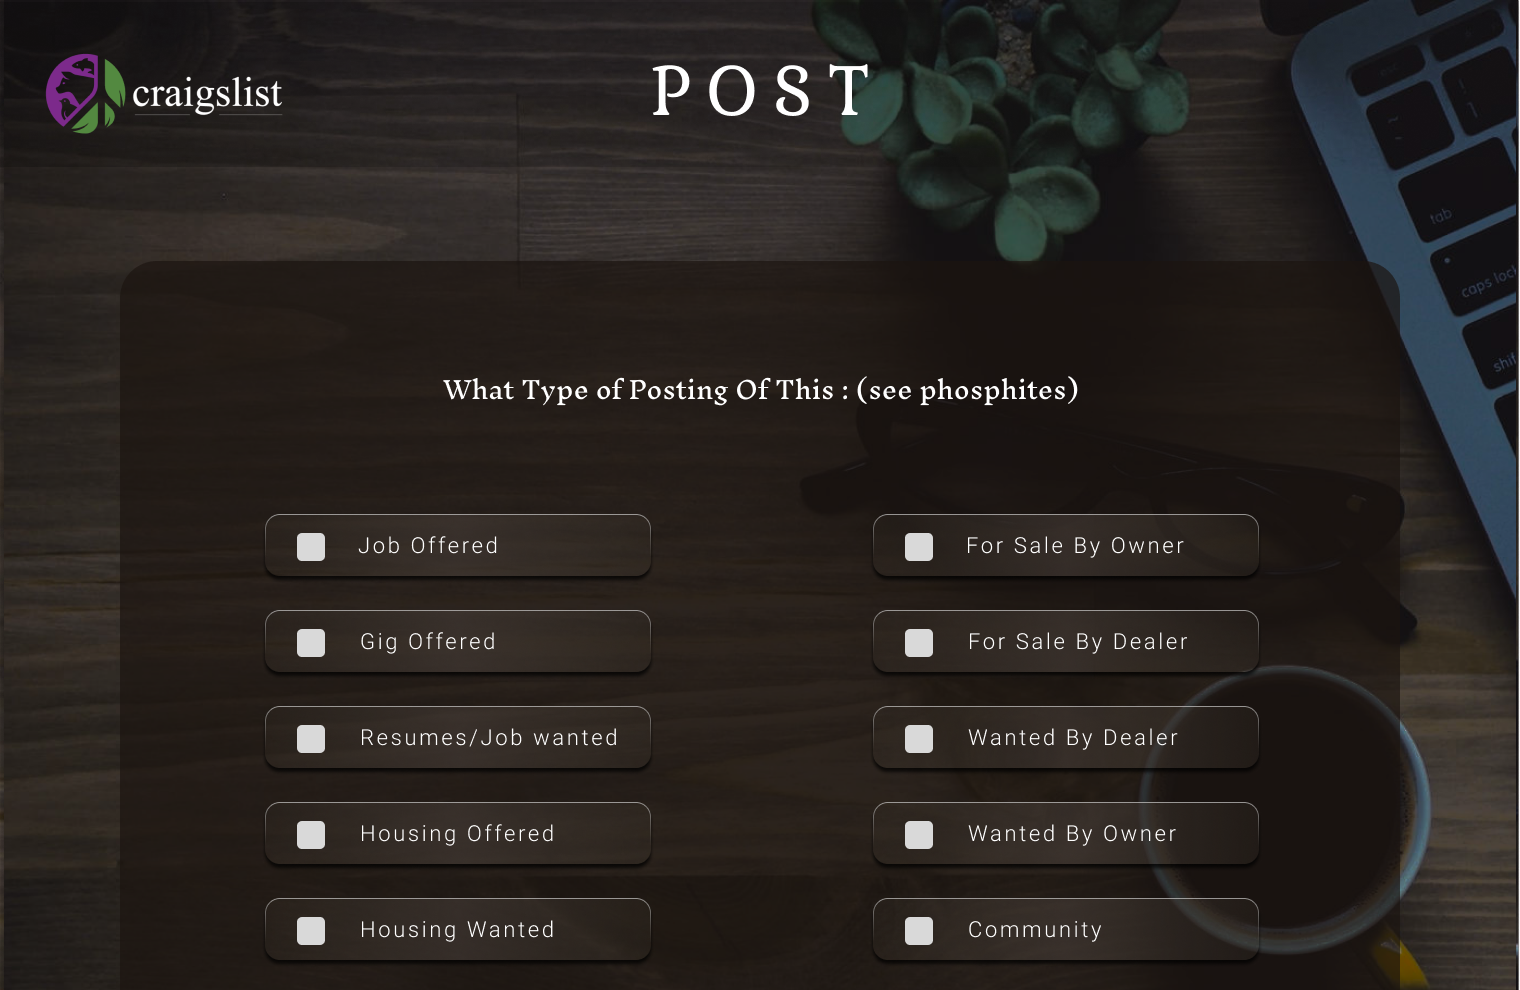 craigslist
POST
tab
caps loc
shif
What Type of Posting Of This : (see phosphites)
Job Offered
For Sale By Owner
Gig Offered
For Sale By Dealer
Resumes/Job wanted
Wanted By Dealer
Housing Offered
Wanted By Owner
Housing Wanted
Community